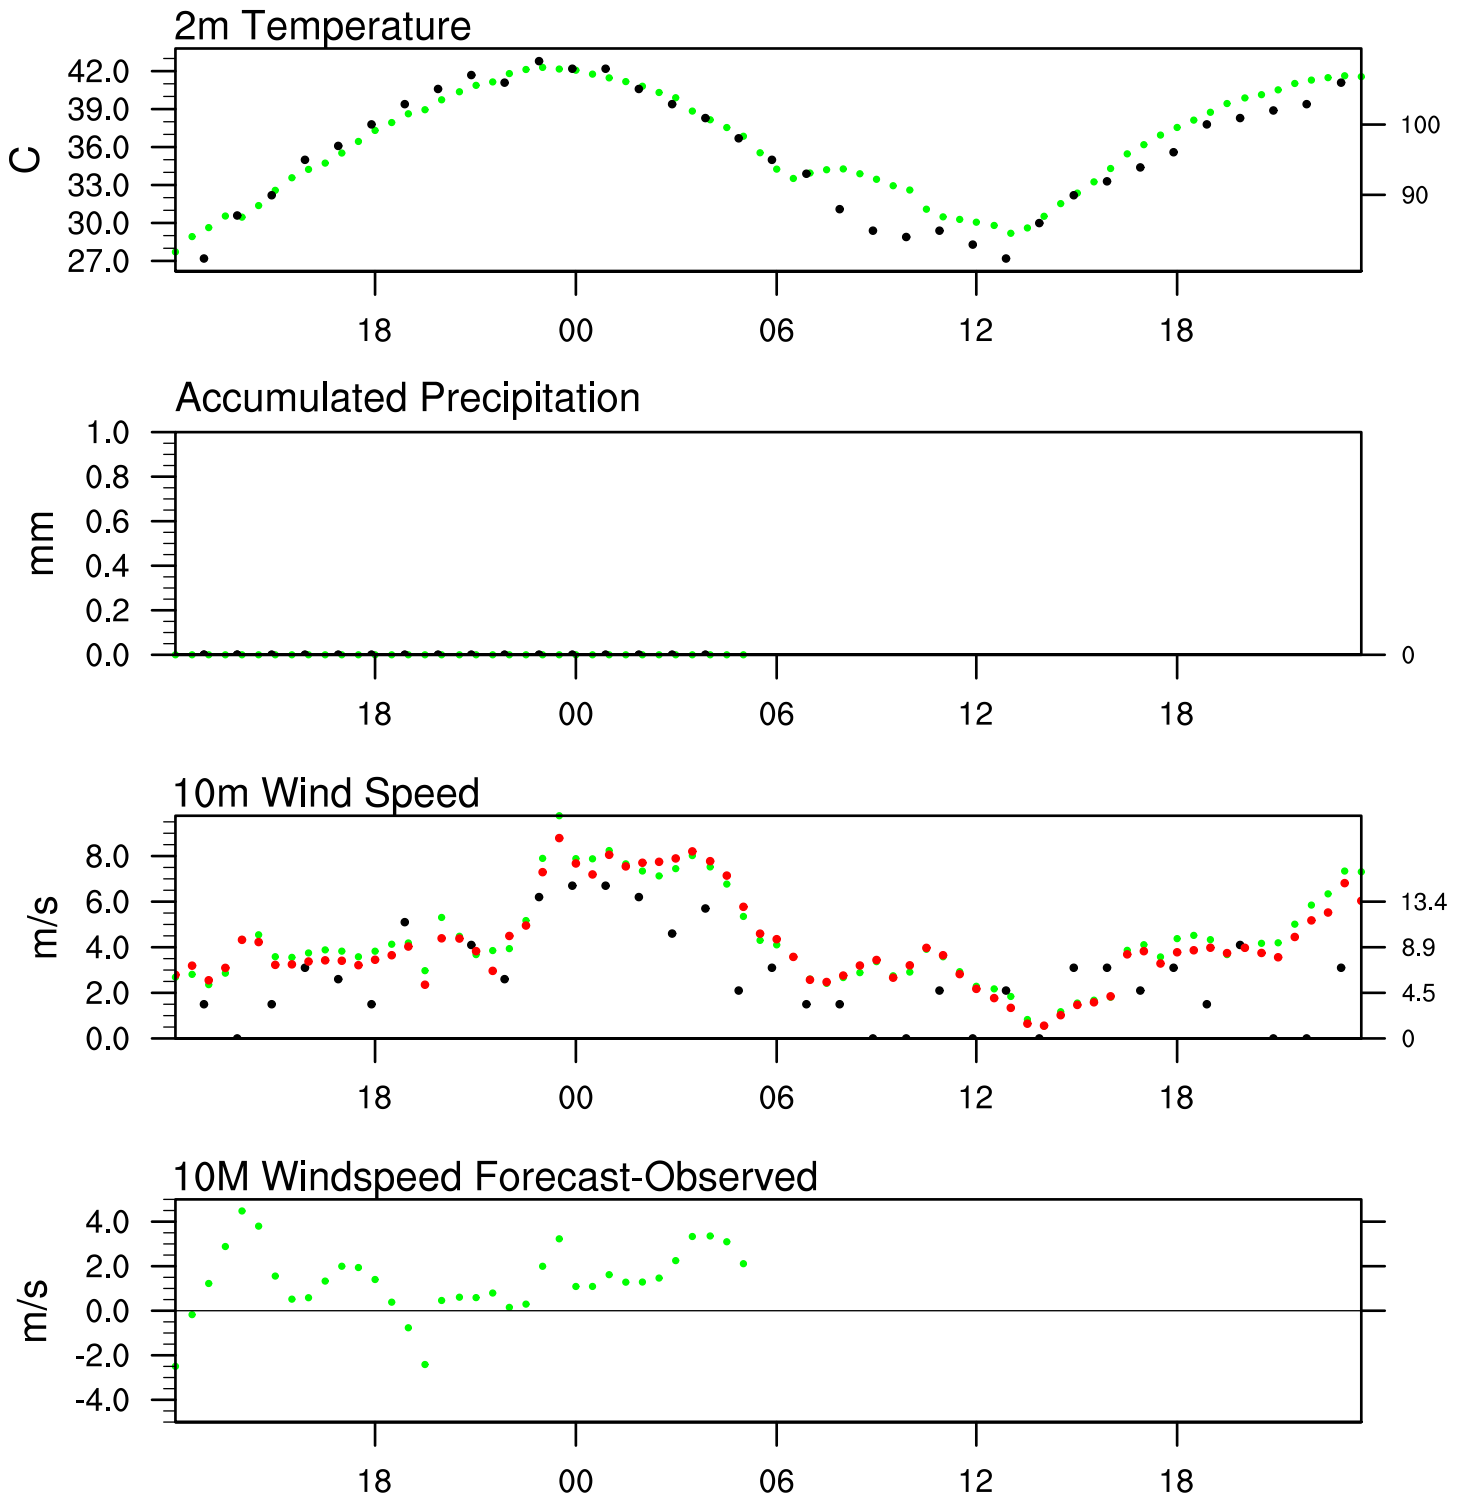 2m Temperature
42.0
39.0
36.0
33.0
30.0
27.0
C
100
90
18 00 06 12 18
Accumulated Precipitation
1.0
0.8
0.6
0.4
0.2
0.0
mm
0
18 00 06 12 18
10m Wind Speed
8.0
6.0
4.0
2.0
0.0
m/s
13.4
8.9
4.5
0
18 00 06 12 18
10M Windspeed Forecast-Observed
4.0
2.0
0.0
-2.0
-4.0
m/s
18 00 06 12 18